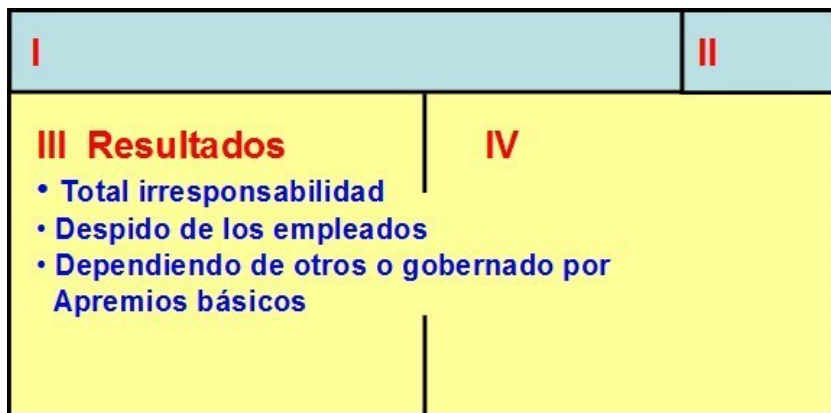 I
II
III Resultados
IV
• Total irresponsabilidad
• Despido de los empleados
• Dependiendo de otros o gobernado por
Apremios básicos